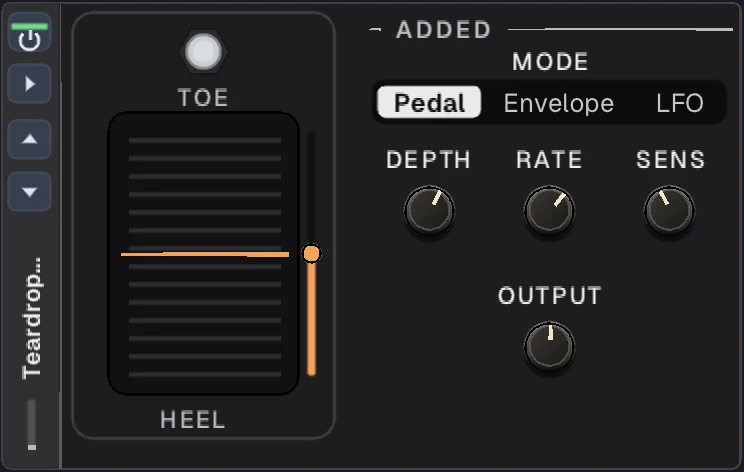 TOE
HEEL
Teardrop...
ADDED
MODE
Pedal Envelope LFO
DEPTH RATE SENS
OUTPUT